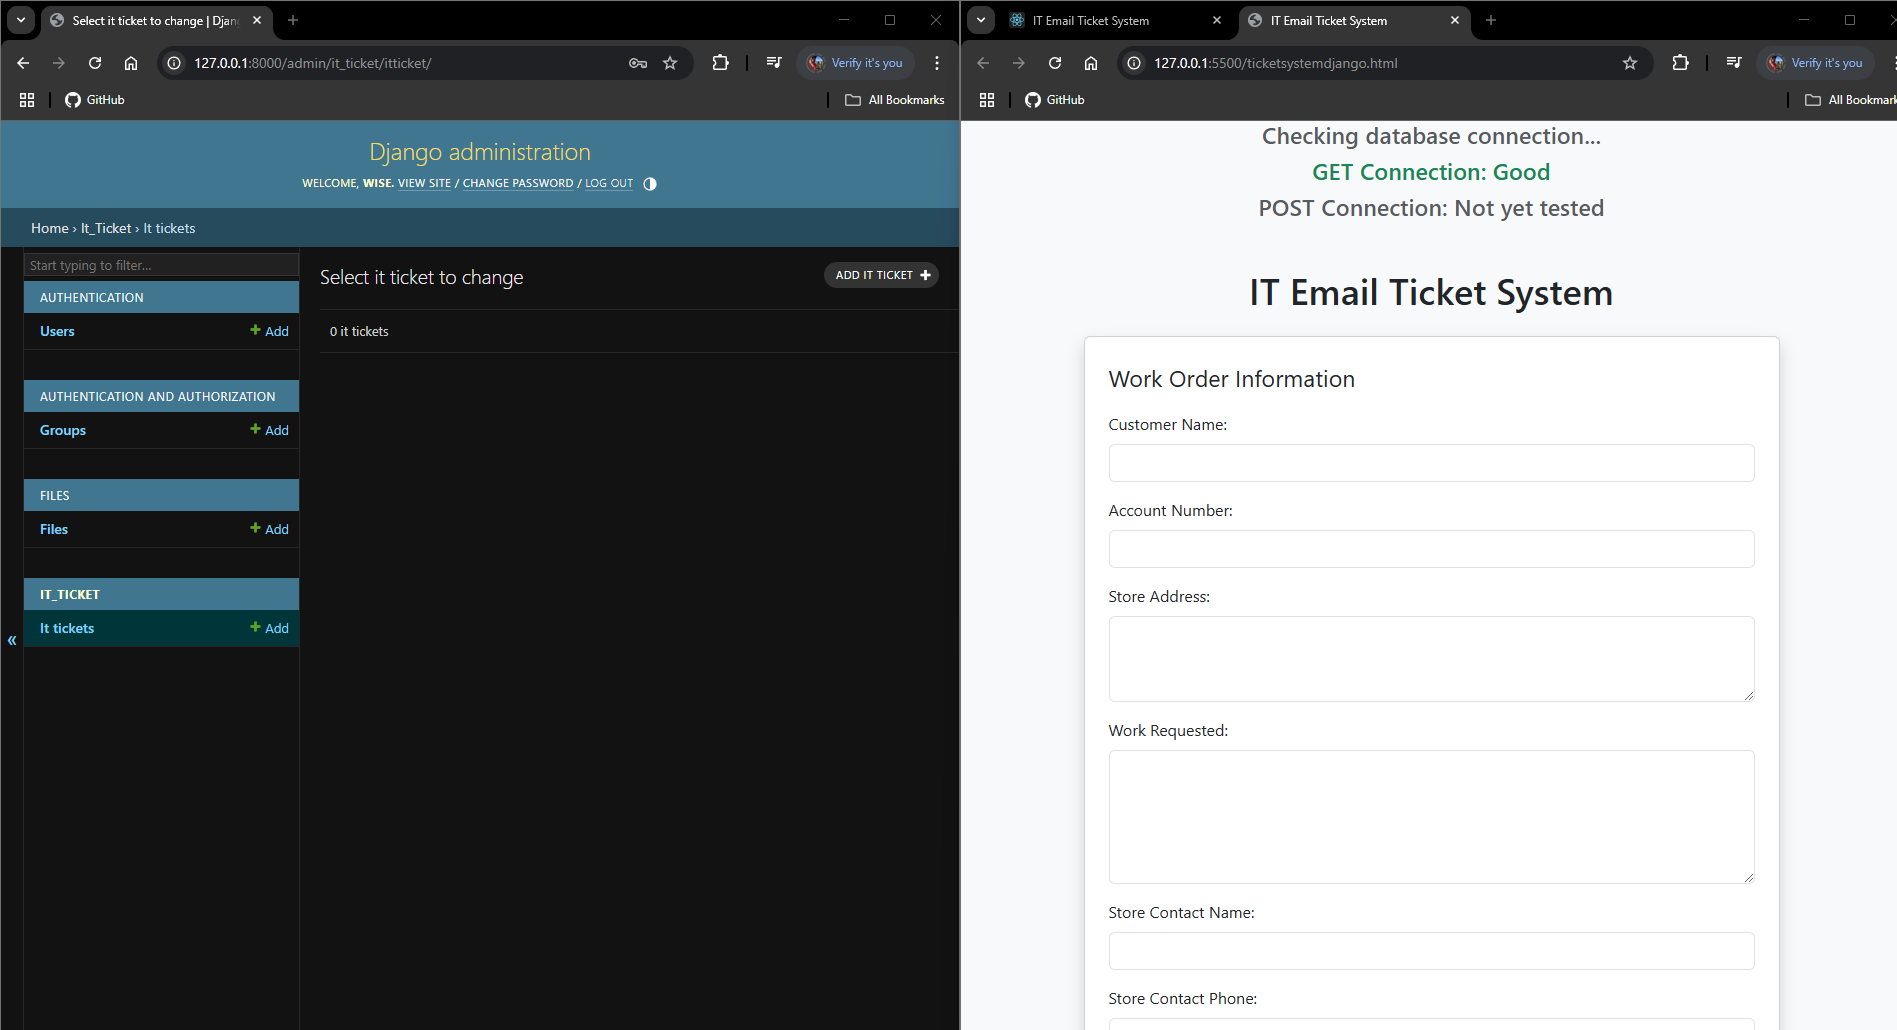 Select it ticket to change | Djan
127.0.0.1:8000/admin/it_ticket/itticket/
Verify it's you
GitHub
All Bookmarks
Django administration
WELCOME, WISE. VIEW SITE / CHANGE PASSWORD / LOG OUT
Home › It_Ticket › It tickets
Start typing to filter...
AUTHENTICATION
Users
+ Add
AUTHENTICATION AND AUTHORIZATION
Groups
+ Add
FILES
Files
+ Add
IT_TICKET
It tickets
+ Add
«
Select it ticket to change
ADD IT TICKET +
0 it tickets
IT Email Ticket System
IT Email Ticket System
127.0.0.1:5500/ticketsystemdjango.html
Verify it's you
GitHub
All Bookmark
Checking database connection...
GET Connection: Good
POST Connection: Not yet tested
IT Email Ticket System
Work Order Information
Customer Name:
Account Number:
Store Address:
Work Requested:
Store Contact Name:
Store Contact Phone: